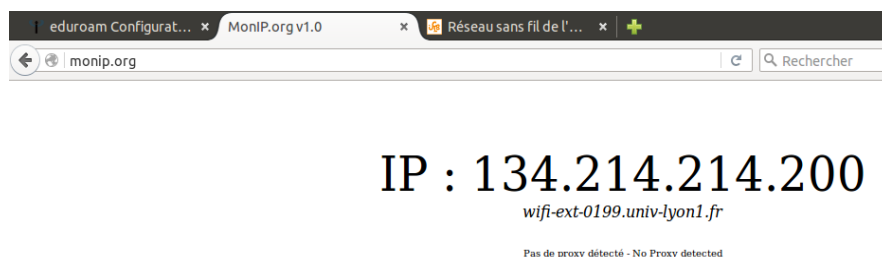 eduroam Configurat... × MonIP.org v1.0 × Réseau sans fil de l'... ×
monip.org Rechercher
IP : 134.214.214.200
wifi-ext-0199.univ-lyon1.fr
Pas de proxy détecté - No Proxy detected